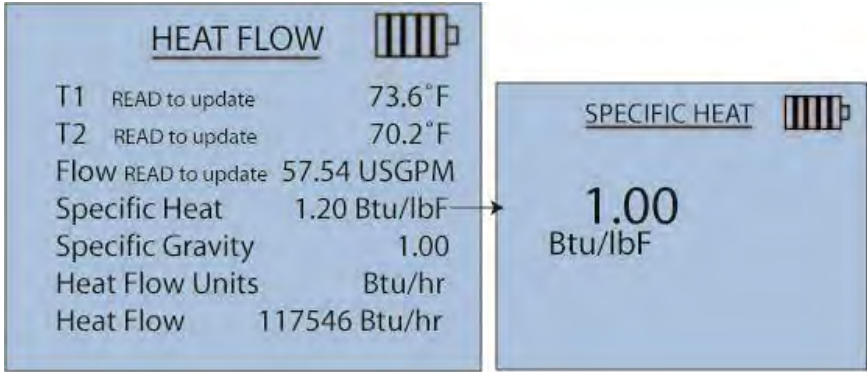 HEAT FLOW
T1 READ to update 73.6°F
T2 READ to update 70.2°F
Flow READ to update 57.54 USGPM
Specific Heat 1.20 Btu/lbF
Specific Gravity 1.00
Heat Flow Units Btu/hr
Heat Flow 117546 Btu/hr
SPECIFIC HEAT
1.00
Btu/lbF